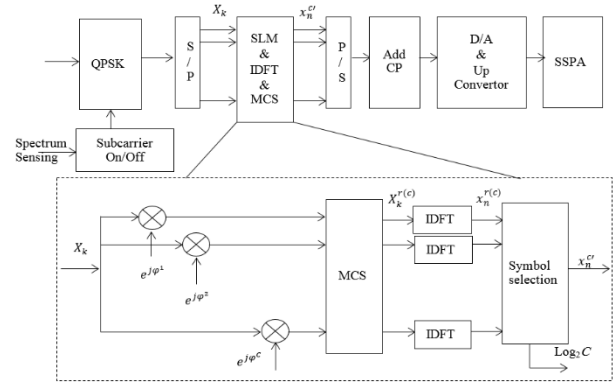 X_k
x_n^{c'}
QPSK
S
/
P
SLM
&
IDFT
&
MCS
P
/
S
Add
CP
D/A
&
Up
Convertor
SSPA
Spectrum
Sensing
Subcarrier
On/Off
X_k
e^{jφ^1}
e^{jφ^2}
e^{jφ^C}
MCS
X_k^{r(c)}
x_n^{r(c)}
IDFT
IDFT
IDFT
Symbol
selection
x_n^{c'}
Log_2 C